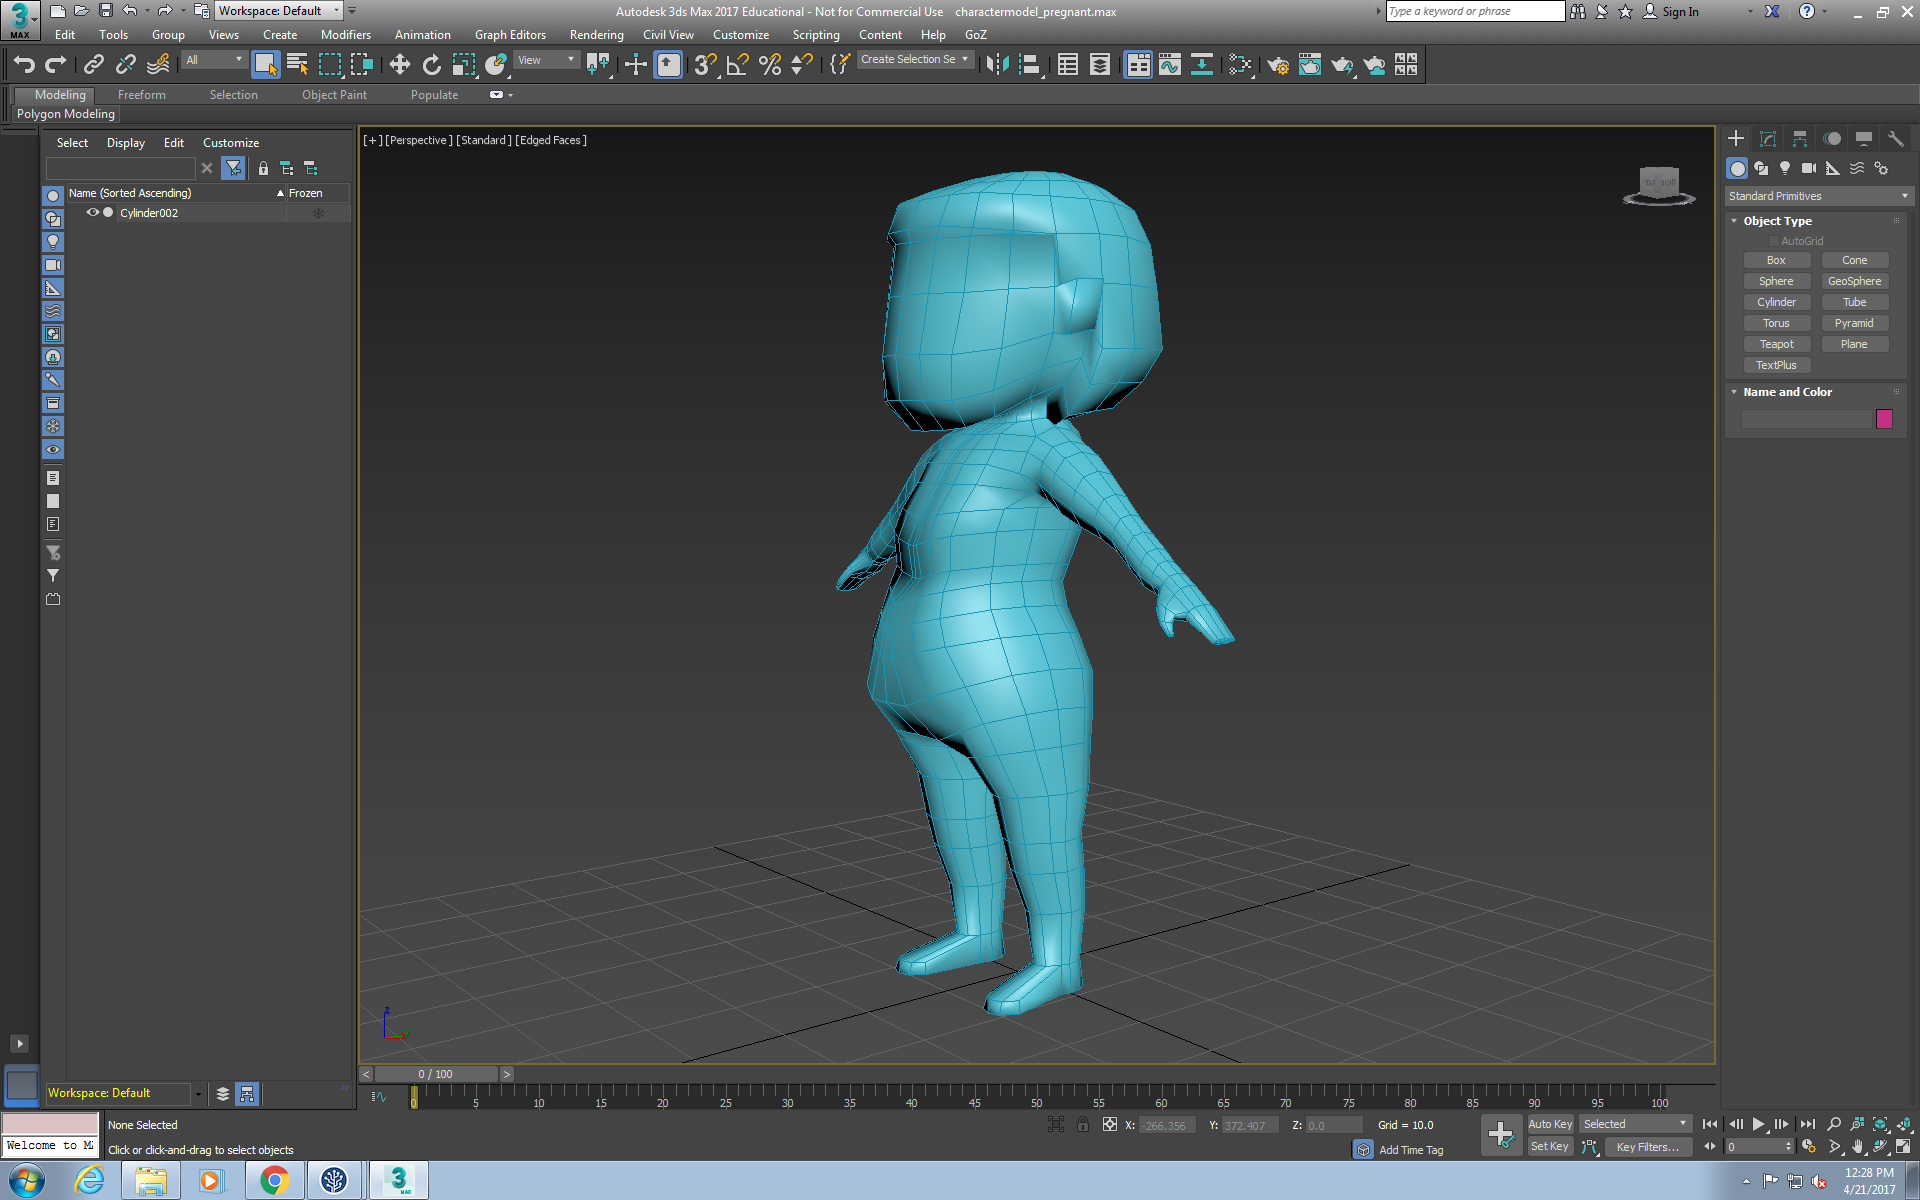 Workspace: Default
Autodesk 3ds Max 2017 Educational - Not for Commercial Use charactermodel_pregnant.max
Type a keyword or phrase
Sign In
3
MAX
Edit Tools Group Views Create Modifiers Animation Graph Editors Rendering Civil View Customize Scripting Content Help GoZ
All
View
Create Selection Se
Modeling Freeform Selection Object Paint Populate
Polygon Modeling
Select Display Edit Customize
Name (Sorted Ascending) Frozen
Cylinder002
[+] [Perspective] [Standard] [Edged Faces]
Standard Primitives
Object Type
AutoGrid
Box Cone
Sphere GeoSphere
Cylinder Tube
Torus Pyramid
Teapot Plane
TextPlus
Name and Color
z
y
< 0 / 100 >
Workspace: Default
0 5 10 15 20 25 30 35 40 45 50 55 60 65 70 75 80 85 90 95 100
None Selected
X: -266.356 Y: 372.407 Z: 0.0 Grid = 10.0
Auto Key Selected
Welcome to M
Click or click-and-drag to select objects
Add Time Tag
Set Key Key Filters...
0
3
MAX
12:28 PM
4/21/2017